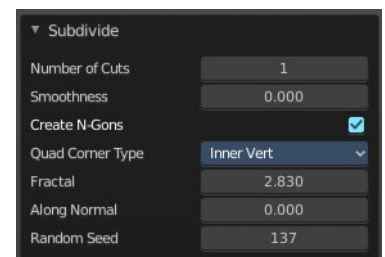 Subdivide
Number of Cuts 1
Smoothness 0.000
Create N-Gons
Quad Corner Type Inner Vert
Fractal 2.830
Along Normal 0.000
Random Seed 137